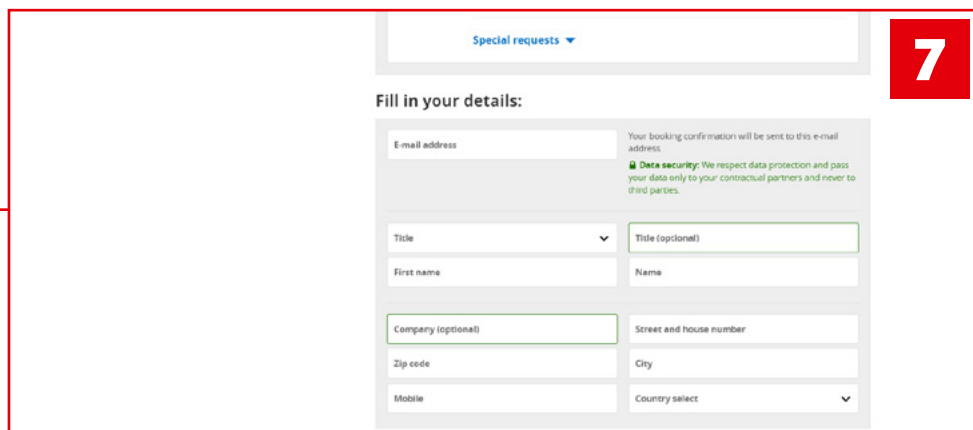 Special requests
7
Fill in your details:
E-mail address
Your booking confirmation will be sent to this e-mail
address
Data security: We respect data protection and pass
your data only to your contractual partners and never to
third parties.
Title
Title (optional)
First name
Name
Company (optional)
Street and house number
Zip code
City
Mobile
Country select